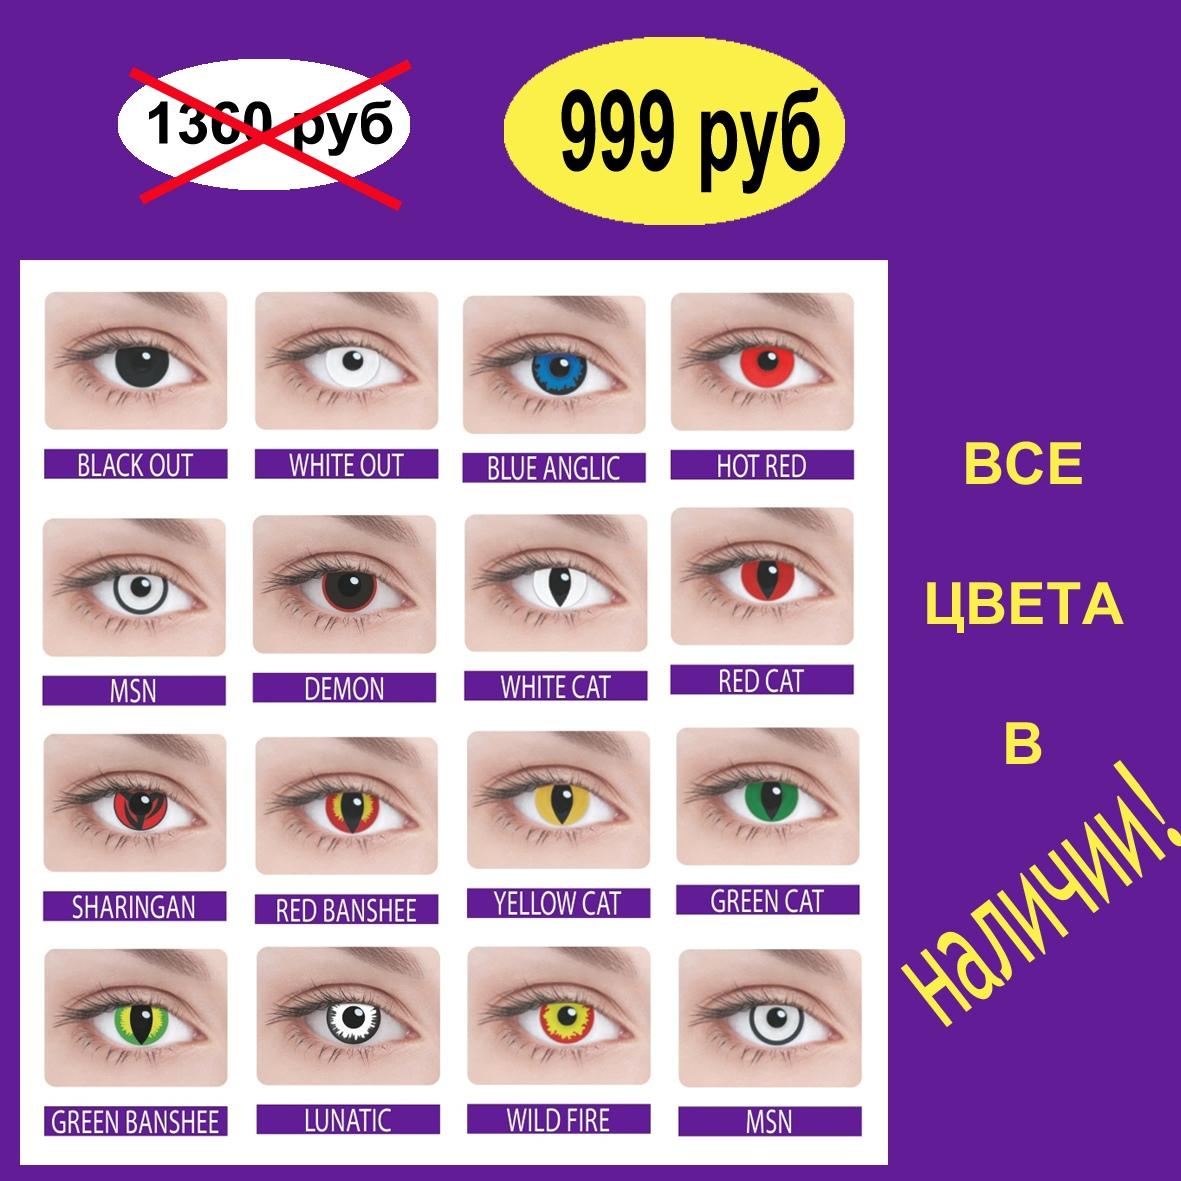 1360 руб
999 руб
BLACK OUT
WHITE OUT
BLUE ANGLIC
HOT RED
MSN
DEMON
WHITE CAT
RED CAT
SHARINGAN
RED BANSHEE
YELLOW CAT
GREEN CAT
GREEN BANSHEE
LUNATIC
WILD FIRE
MSN
ВСЕ
ЦВЕТА
В
наличии!